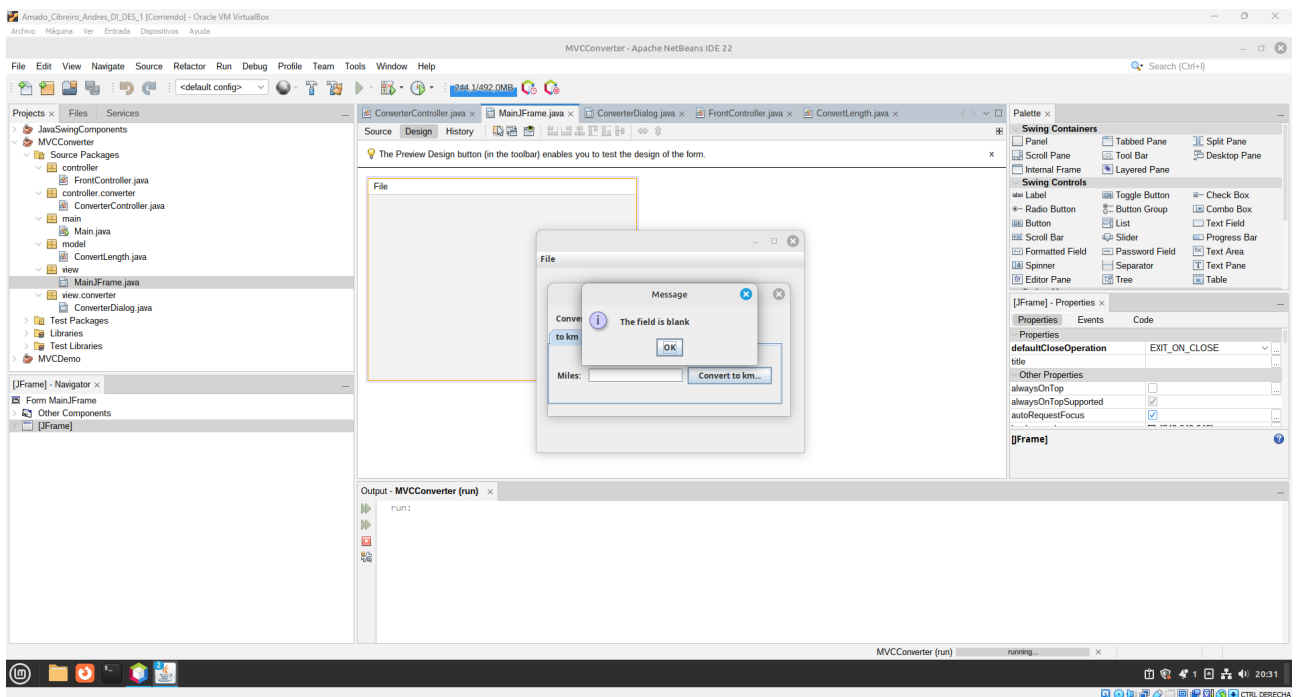 Amado_Cibreiro_Andres_DI_DES_1 [Corriendo] - Oracle VM VirtualBox
Archivo Máquina Ver Entrada Dispositivos Ayuda
MVCConverter - Apache NetBeans IDE 22
File Edit View Navigate Source Refactor Run Debug Profile Team Tools Window Help
Search (Ctrl+I)
<default config>
244,1/492,0MB
Projects Files Services
JavaSwingComponents
MVCConverter
Source Packages
controller
FrontController.java
controller.converter
ConverterController.java
main
Main.java
model
ConvertLength.java
view
MainJFrame.java
view.converter
ConverterDialog.java
Test Packages
Libraries
Test Libraries
MVCDemo
[JFrame] - Navigator
Form MainJFrame
Other Components
[JFrame]
ConverterController.java MainJFrame.java ConverterDialog.java FrontController.java ConvertLength.java
Source Design History
The Preview Design button (in the toolbar) enables you to test the design of the form.
File
File
Message
Conve
The field is blank
to km
OK
Miles: Convert to km...
Output - MVCConverter (run)
run:
Palette
Swing Containers
Panel Tabbed Pane Split Pane
Scroll Pane Tool Bar Desktop Pane
Internal Frame Layered Pane
Swing Controls
label Label Toggle Button Check Box
Radio Button Button Group Combo Box
OK Button List Text Field
Scroll Bar Slider Progress Bar
Formatted Field Password Field Text Area
Spinner Separator Text Pane
Editor Pane Tree Table
[JFrame] - Properties
Properties Events Code
Properties
defaultCloseOperation EXIT_ON_CLOSE
title
Other Properties
alwaysOnTop
alwaysOnTopSupported
autoRequestFocus
[JFrame]
MVCConverter (run) running...
2
1 20:31
CTRL DERECHA